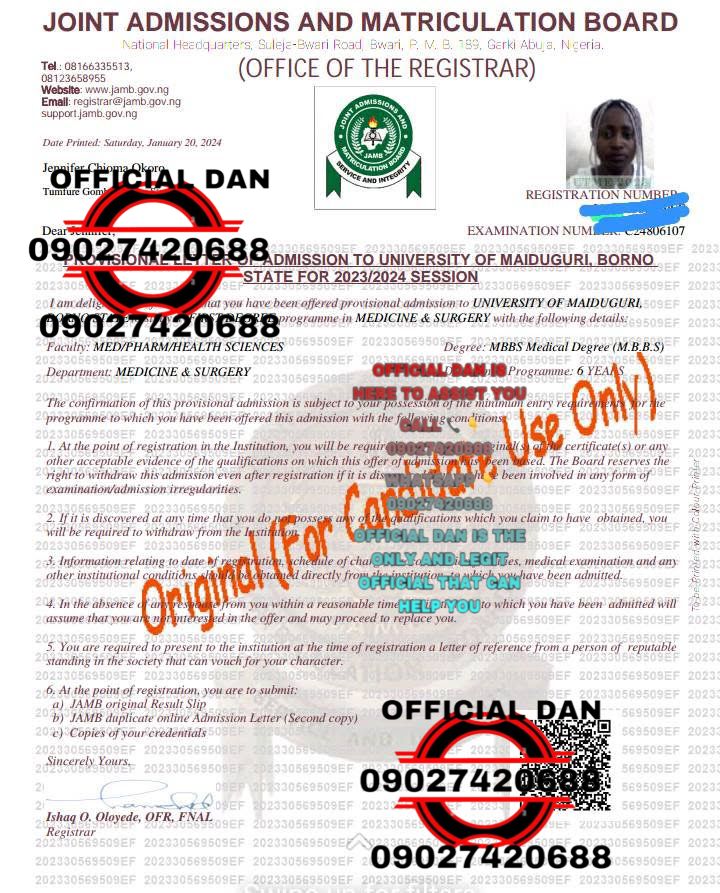 JOINT ADMISSIONS AND MATRICULATION BOARD
National Headquarters, Suleja-Bwari Road, Bwari, P. M. B. 189, Garki Abuja, Nigeria.
(OFFICE OF THE REGISTRAR)
Tel.: 08166335513,
08123658955
Website: www.jamb.gov.ng
Email: registrar@jamb.gov.ng
support.jamb.gov.ng
JOINT ADMISSIONS AND
MATRICULATION BOARD
JAMB
SERVICE AND INTEGRITY
Date Printed: Saturday, January 20, 2024
Jennifer Chioma Okoro
OFFICIAL DAN
Tumfure
REGISTRATION NUMBER
Dear Jennifer,
EXAMINATION NUMBER: C24806107
09027420688
PROVISIONAL LETTER OF ADMISSION TO UNIVERSITY OF MAIDUGURI, BORNO
STATE FOR 2023/2024 SESSION
I am that you have been offered provisional admission to UNIVERSITY OF MAIDUGURI,
09027420688
programme in MEDICINE & SURGERY with the following details:
Faculty: MED/PHARM/HEALTH SCIENCES
Degree: MBBS Medical Degree (M.B.B.S)
Department: MEDICINE & SURGERY
Programme: 6 YEARS
OFFICIAL DAN IS
HERE TO ASSIST YOU
CALL
09027420688
WHATSAPP
09027420688
OFFICIAL DAN IS THE
ONLY AND LEGIT
OFFICIAL THAT CAN
HELP YOU
Original (For Candidate Use Only)
The confirmation of this provisional admission is subject to your possession of the minimum entry requirements for the
programme to which you have been offered this admission with the following conditions:
1. At the point of registration in the Institution, you will be required original(s) of the certificate(s) or any
other acceptable evidence of the qualifications on which this offer of admission has been based. The Board reserves the
right to withdraw this admission even after registration if it is have been involved in any form of
examination/admission irregularities.
2. If it is discovered at any time that you do not possess any of the qualifications which you claim to have obtained, you
will be required to withdraw from the Institution.
3. Information relating to date of registration, schedule of medical examination and any
other institutional conditions should be obtained directly from the institution to which you have been admitted.
4. In the absence of any response from you within a reasonable time to which you have been admitted will
assume that you are not interested in the offer and may proceed to replace you.
5. You are required to present to the institution at the time of registration a letter of reference from a person of reputable
standing in the society that can vouch for your character.
6. At the point of registration, you are to submit:
a) JAMB original Result Slip
b) JAMB duplicate online Admission Letter (Second copy)
c) Copies of your credentials
To be Printed with Colour Printer
Sincerely Yours,
Ishaq O. Oloyede, OFR, FNAL
Registrar
OFFICIAL DAN
09027420688
09027420688
202330569509EF